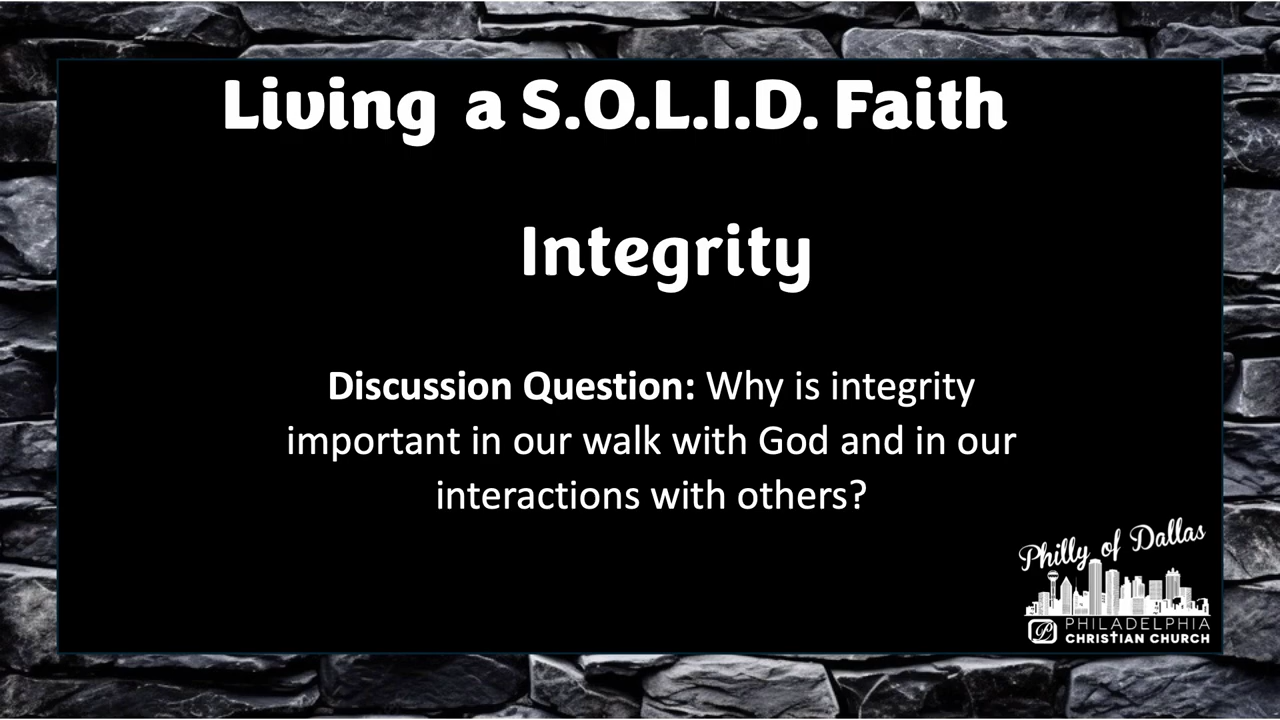 Living a S.O.L.I.D. Faith
Integrity
Discussion Question: Why is integrity
important in our walk with God and in our
interactions with others?
Philly of Dallas
P PHILADELPHIA
CHRISTIAN CHURCH